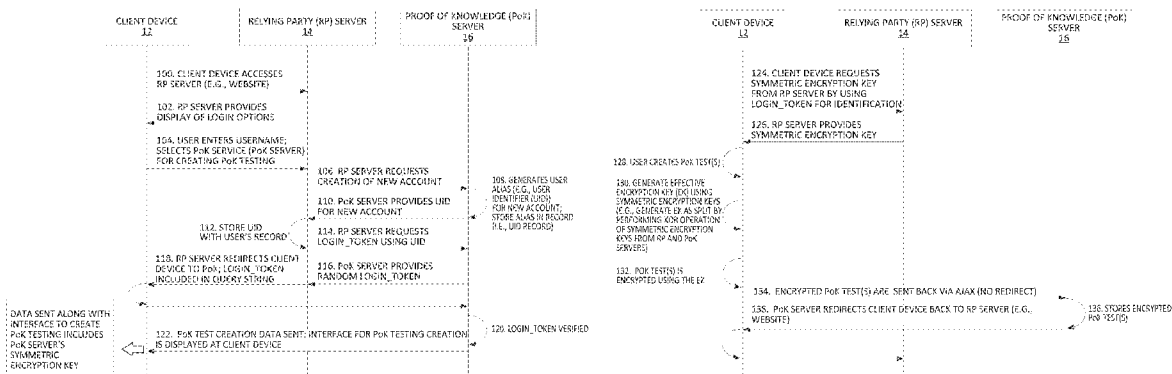 CLIENT DEVICE
12
RELYING PARTY (RP) SERVER
14
PROOF OF KNOWLEDGE (PoK)
SERVER
16
100. CLIENT DEVICE ACCESSES
RP SERVER (E.G., WEBSITE)
102. RP SERVER PROVIDES
DISPLAY OF LOGIN OPTIONS
104. USER ENTERS USERNAME;
SELECTS PoK SERVICE (PoK SERVER)
FOR CREATING PoK TESTING
106. RP SERVER REQUESTS
CREATION OF NEW ACCOUNT
108. GENERATES USER
ALIAS (E.G., USER
IDENTIFIER (UID))
FOR NEW ACCOUNT;
STORE ALIAS IN RECORD
(I.E., UID RECORD)
110. PoK SERVER PROVIDES UID
FOR NEW ACCOUNT
112. STORE UID
WITH USER'S RECORD
114. RP SERVER REQUESTS
LOGIN_TOKEN USING UID
116. PoK SERVER PROVIDES
RANDOM LOGIN_TOKEN
118. RP SERVER REDIRECTS CLIENT
DEVICE TO PoK; LOGIN_TOKEN
INCLUDED IN QUERY STRING
120. LOGIN_TOKEN VERIFIED
122. PoK TEST CREATION DATA SENT; INTERFACE FOR PoK TESTING CREATION
IS DISPLAYED AT CLIENT DEVICE
DATA SENT ALONG WITH
INTERFACE TO CREATE
PoK TESTING INCLUDES
PoK SERVER'S
SYMMETRIC
ENCRYPTION KEY
CLIENT DEVICE
12
RELYING PARTY (RP) SERVER
14
PROOF OF KNOWLEDGE (PoK)
SERVER
16
124. CLIENT DEVICE REQUESTS
SYMMETRIC ENCRYPTION KEY
FROM RP SERVER BY USING
LOGIN_TOKEN FOR IDENTIFICATION
126. RP SERVER PROVIDES
SYMMETRIC ENCRYPTION KEY
128. USER CREATES PoK TEST(S)
130. GENERATE EFFECTIVE
ENCRYPTION KEY (EK) USING
SYMMETRIC ENCRYPTION KEYS
(E.G., GENERATE EK AS SPLIT BY
PERFORMING XOR OPERATION
OF SYMMETRIC ENCRYPTION
KEYS FROM RP AND PoK
SERVERS)
132. PoK TEST(S) IS
ENCRYPTED USING THE EK
134. ENCRYPTED PoK TEST(S) ARE SENT BACK VIA AJAX (NO REDIRECT)
136. STORES ENCRYPTED
PoK TEST(S)
138. PoK SERVER REDIRECTS CLIENT DEVICE BACK TO RP SERVER (E.G.,
WEBSITE)